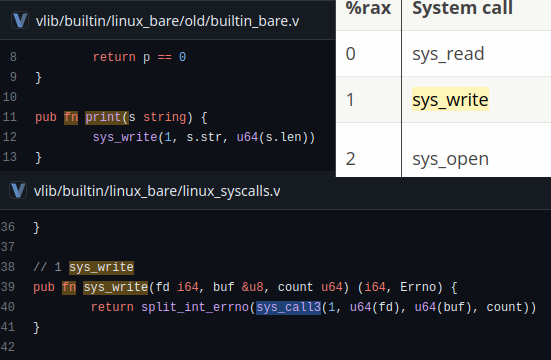 vlib/builtin/linux_bare/old/builtin_bare.v
8 return p == 0
9 }
10
11 pub fn print(s string) {
12 sys_write(1, s.str, u64(s.len))
13 }
%rax System call
0 sys_read
1 sys_write
2 sys_open
vlib/builtin/linux_bare/linux_syscalls.v
36 }
37
38 // 1 sys_write
39 pub fn sys_write(fd i64, buf &u8, count u64) (i64, Errno) {
40 return split_int_errno(sys_call3(1, u64(fd), u64(buf), count))
41 }
42